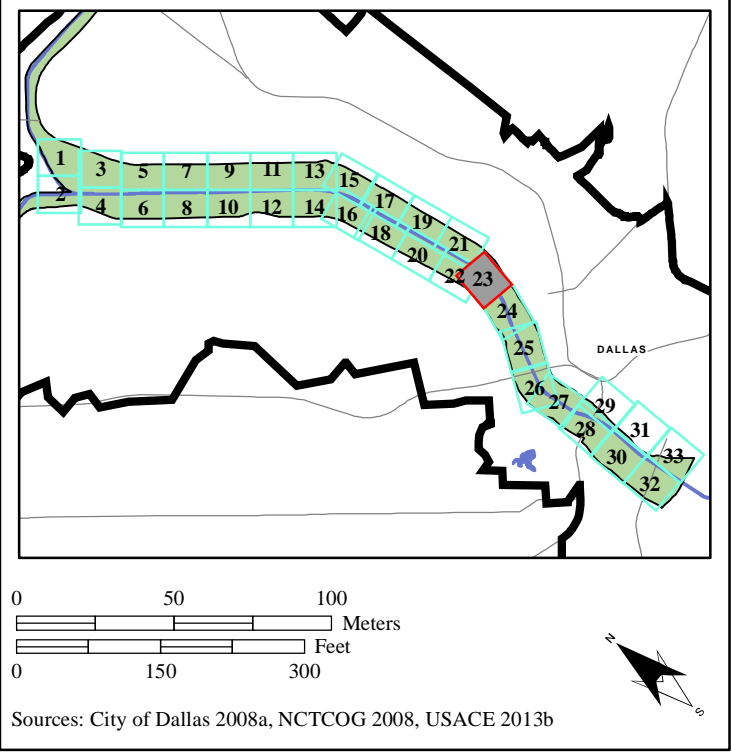 1 3 5 7 9 11 13 15 17 19 21
2 4 6 8 10 12 14 16 18 20 22 23
24
25
26 27 28 29
30 31
32 33
DALLAS
0 50 100
Meters
Feet
0 150 300
N
S
Sources: City of Dallas 2008a, NCTCOG 2008, USACE 2013b